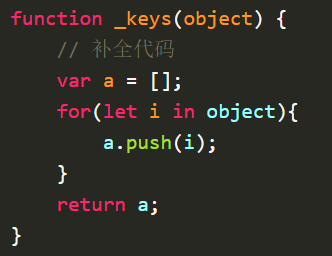 function _keys(object) {
    // 补全代码
    var a = [];
    for(let i in object){
        a.push(i);
    }
    return a;
}